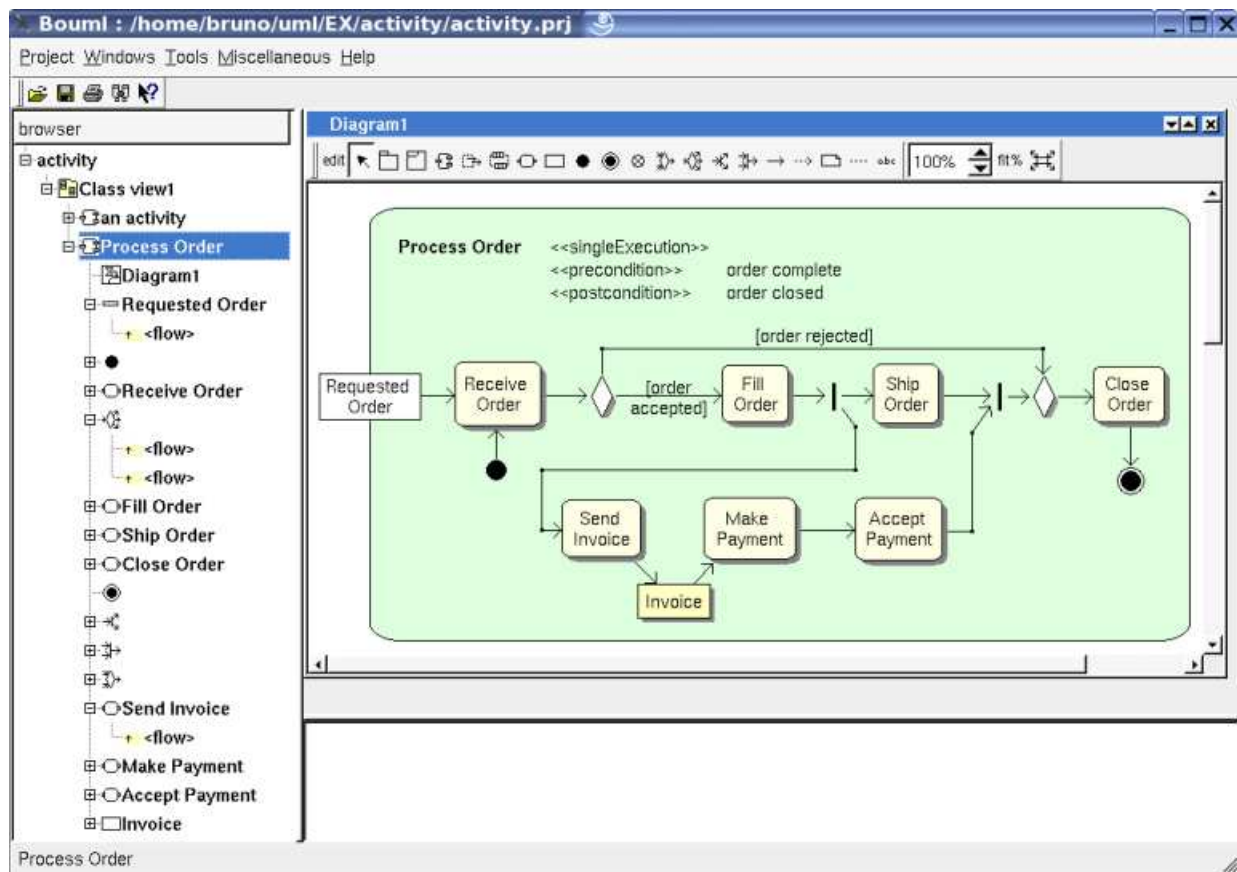 Bouml : /home/bruno/uml/EX/activity/activity.prj
Project Windows Tools Miscellaneous Help
browser
activity
Class view1
an activity
Process Order
Diagram1
Requested Order
<flow>
Receive Order
<flow>
<flow>
Fill Order
Ship Order
Close Order
Send Invoice
<flow>
Make Payment
Accept Payment
Invoice
Diagram1
edit abc 100% fit%
Process Order <<singleExecution>>
<<precondition>> order complete
<<postcondition>> order closed
[order rejected]
Requested
Order
Receive
Order
[order
accepted]
Fill
Order
Ship
Order
Close
Order
Send
Invoice
Make
Payment
Accept
Payment
Invoice
Process Order